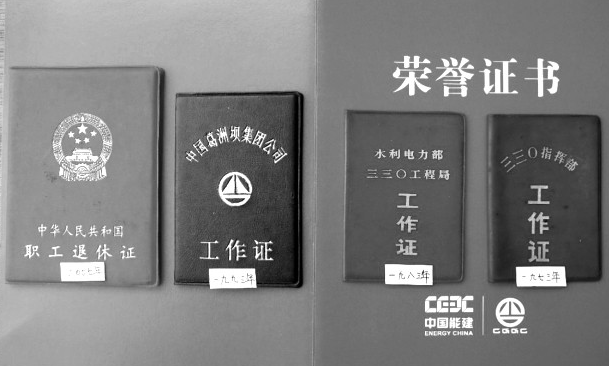 中华人民共和国
职工退休证
中国葛洲坝集团公司
工作证
一九九三年
荣誉证书
水利电力部
三三〇工程局
工作证
一九八三年
三三〇指挥部
工作证
一九七三年
CEEC
中国能建
ENERGY CHINA
CGGC